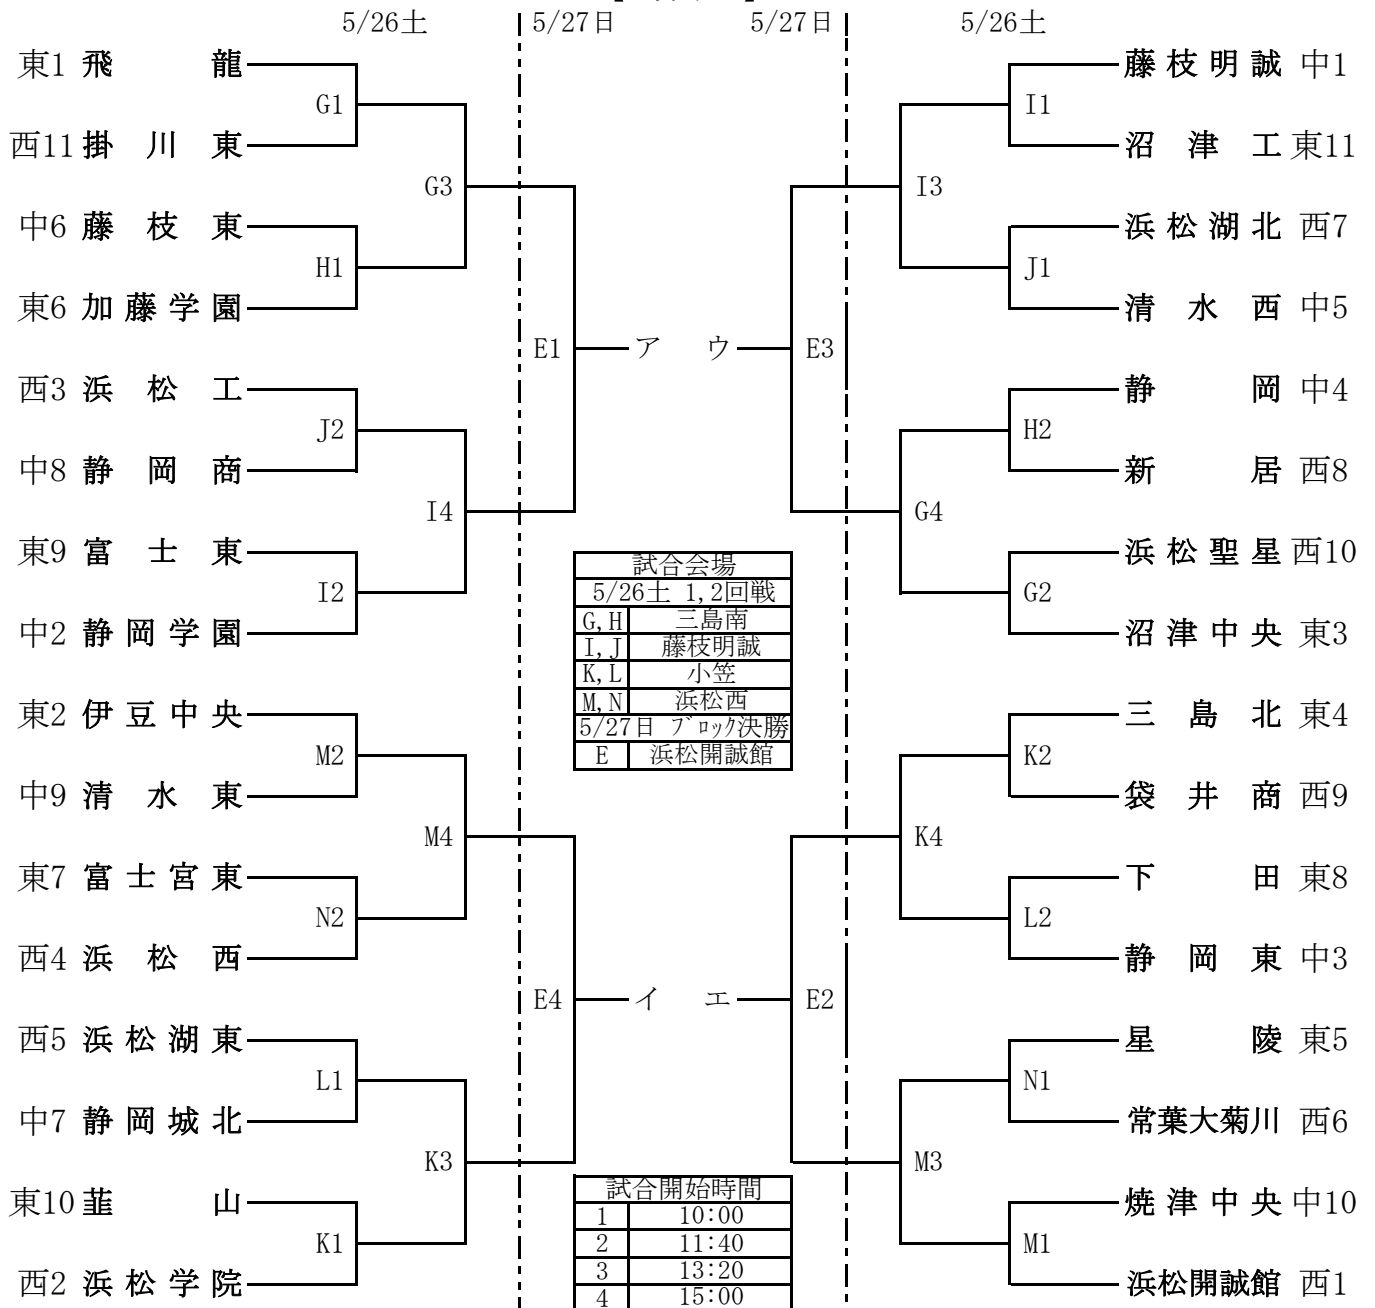 5/26土 5/27日 5/27日 5/26土
東1 飛龍 藤枝明誠 中1
G1 I1
西11 掛川東 沼津工 東11
G3 I3
中6 藤枝東 浜松湖北 西7
H1 J1
東6 加藤学園 清水西 中5
E1 ア ウ E3
西3 浜松工 静岡 中4
J2 H2
中8 静岡商 新居 西8
I4 G4
東9 富士東 浜松聖星 西10
I2 G2
中2 静岡学園 沼津中央 東3
試合会場
5/26土 1,2回戦
G,H 三島南
I,J 藤枝明誠
K,L 小笠
M,N 浜松西
5/27日 ブロック決勝
E 浜松開誠館
東2 伊豆中央 三島北 東4
M2 K2
中9 清水東 袋井商 西9
M4 K4
東7 富士宮東 下田 東8
N2 L2
西4 浜松西 静岡東 中3
E4 イ エ E2
西5 浜松湖東 星陵 東5
L1 N1
中7 静岡城北 常葉大菊川 西6
K3 M3
東10 韮山 焼津中央 中10
K1 M1
西2 浜松学院 浜松開誠館 西1
試合開始時間
1 10:00
2 11:40
3 13:20
4 15:00